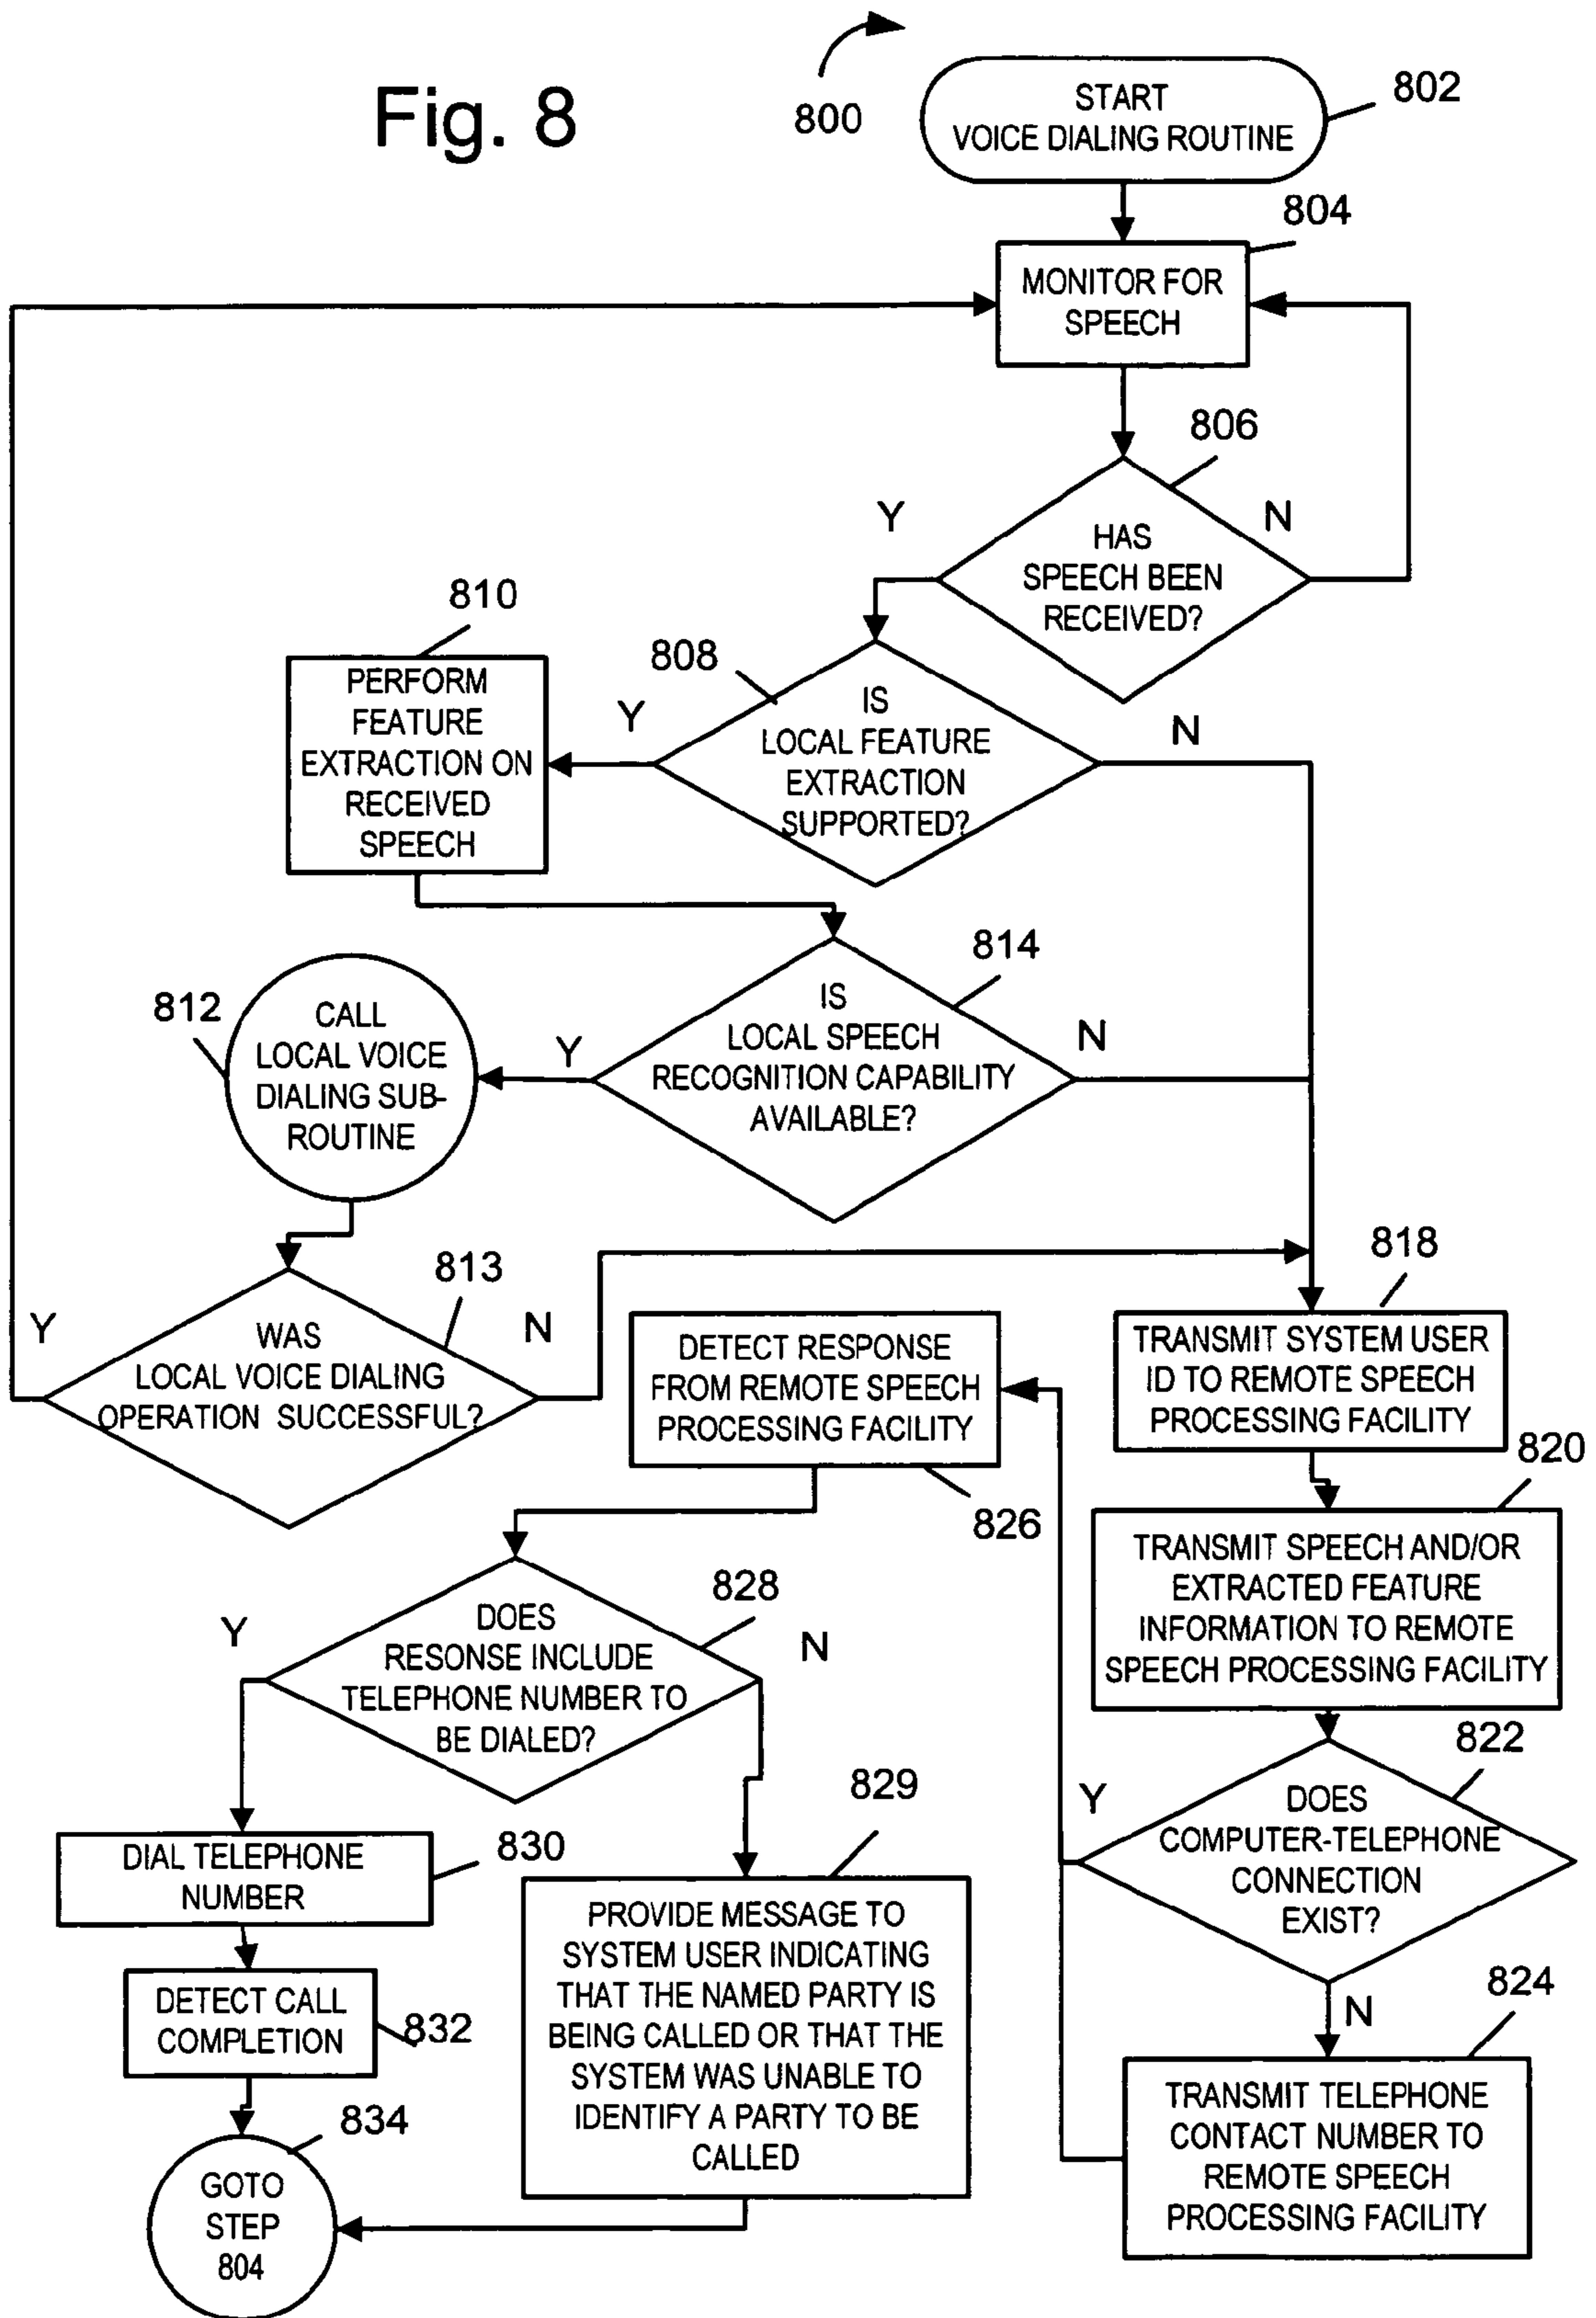 Fig. 8
800
START
VOICE DIALING ROUTINE
802
804
MONITOR FOR
SPEECH
806
Y
N
HAS
SPEECH BEEN
RECEIVED?
810
PERFORM
FEATURE
EXTRACTION ON
RECEIVED
SPEECH
808
Y
IS
LOCAL FEATURE
EXTRACTION
SUPPORTED?
N
814
812
CALL
LOCAL VOICE
DIALING SUB-
ROUTINE
Y
IS
LOCAL SPEECH
RECOGNITION CAPABILITY
AVAILABLE?
N
813
Y
WAS
LOCAL VOICE DIALING
OPERATION SUCCESSFUL?
N
818
TRANSMIT SYSTEM USER
ID TO REMOTE SPEECH
PROCESSING FACILITY
DETECT RESPONSE
FROM REMOTE SPEECH
PROCESSING FACILITY
826
820
TRANSMIT SPEECH AND/OR
EXTRACTED FEATURE
INFORMATION TO REMOTE
SPEECH PROCESSING FACILITY
828
Y
DOES
RESONSE INCLUDE
TELEPHONE NUMBER TO
BE DIALED?
N
822
Y
DOES
COMPUTER-TELEPHONE
CONNECTION
EXIST?
N
829
DIAL TELEPHONE
NUMBER
830
PROVIDE MESSAGE TO
SYSTEM USER INDICATING
THAT THE NAMED PARTY IS
BEING CALLED OR THAT THE
SYSTEM WAS UNABLE TO
IDENTIFY A PARTY TO BE
CALLED
DETECT CALL
COMPLETION
832
824
TRANSMIT TELEPHONE
CONTACT NUMBER TO
REMOTE SPEECH
PROCESSING FACILITY
834
GOTO
STEP
804